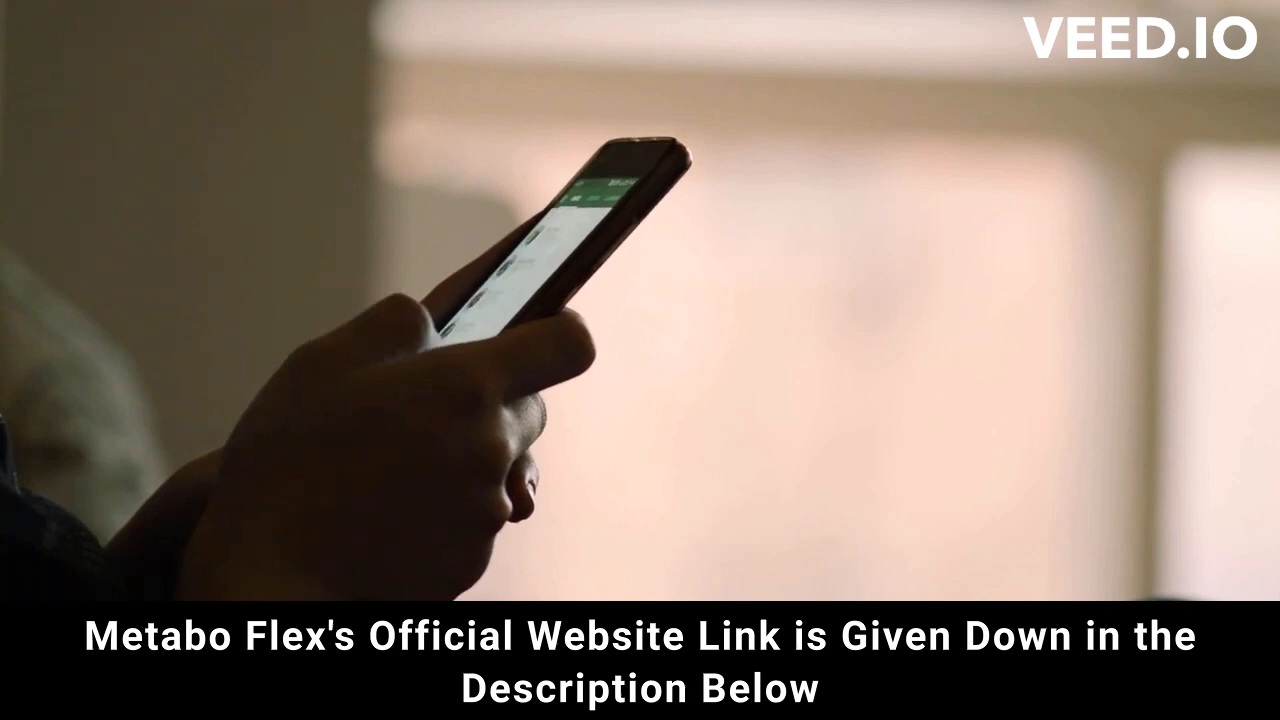 VEED.IO
Metabo Flex's Official Website Link is Given Down in the
Description Below